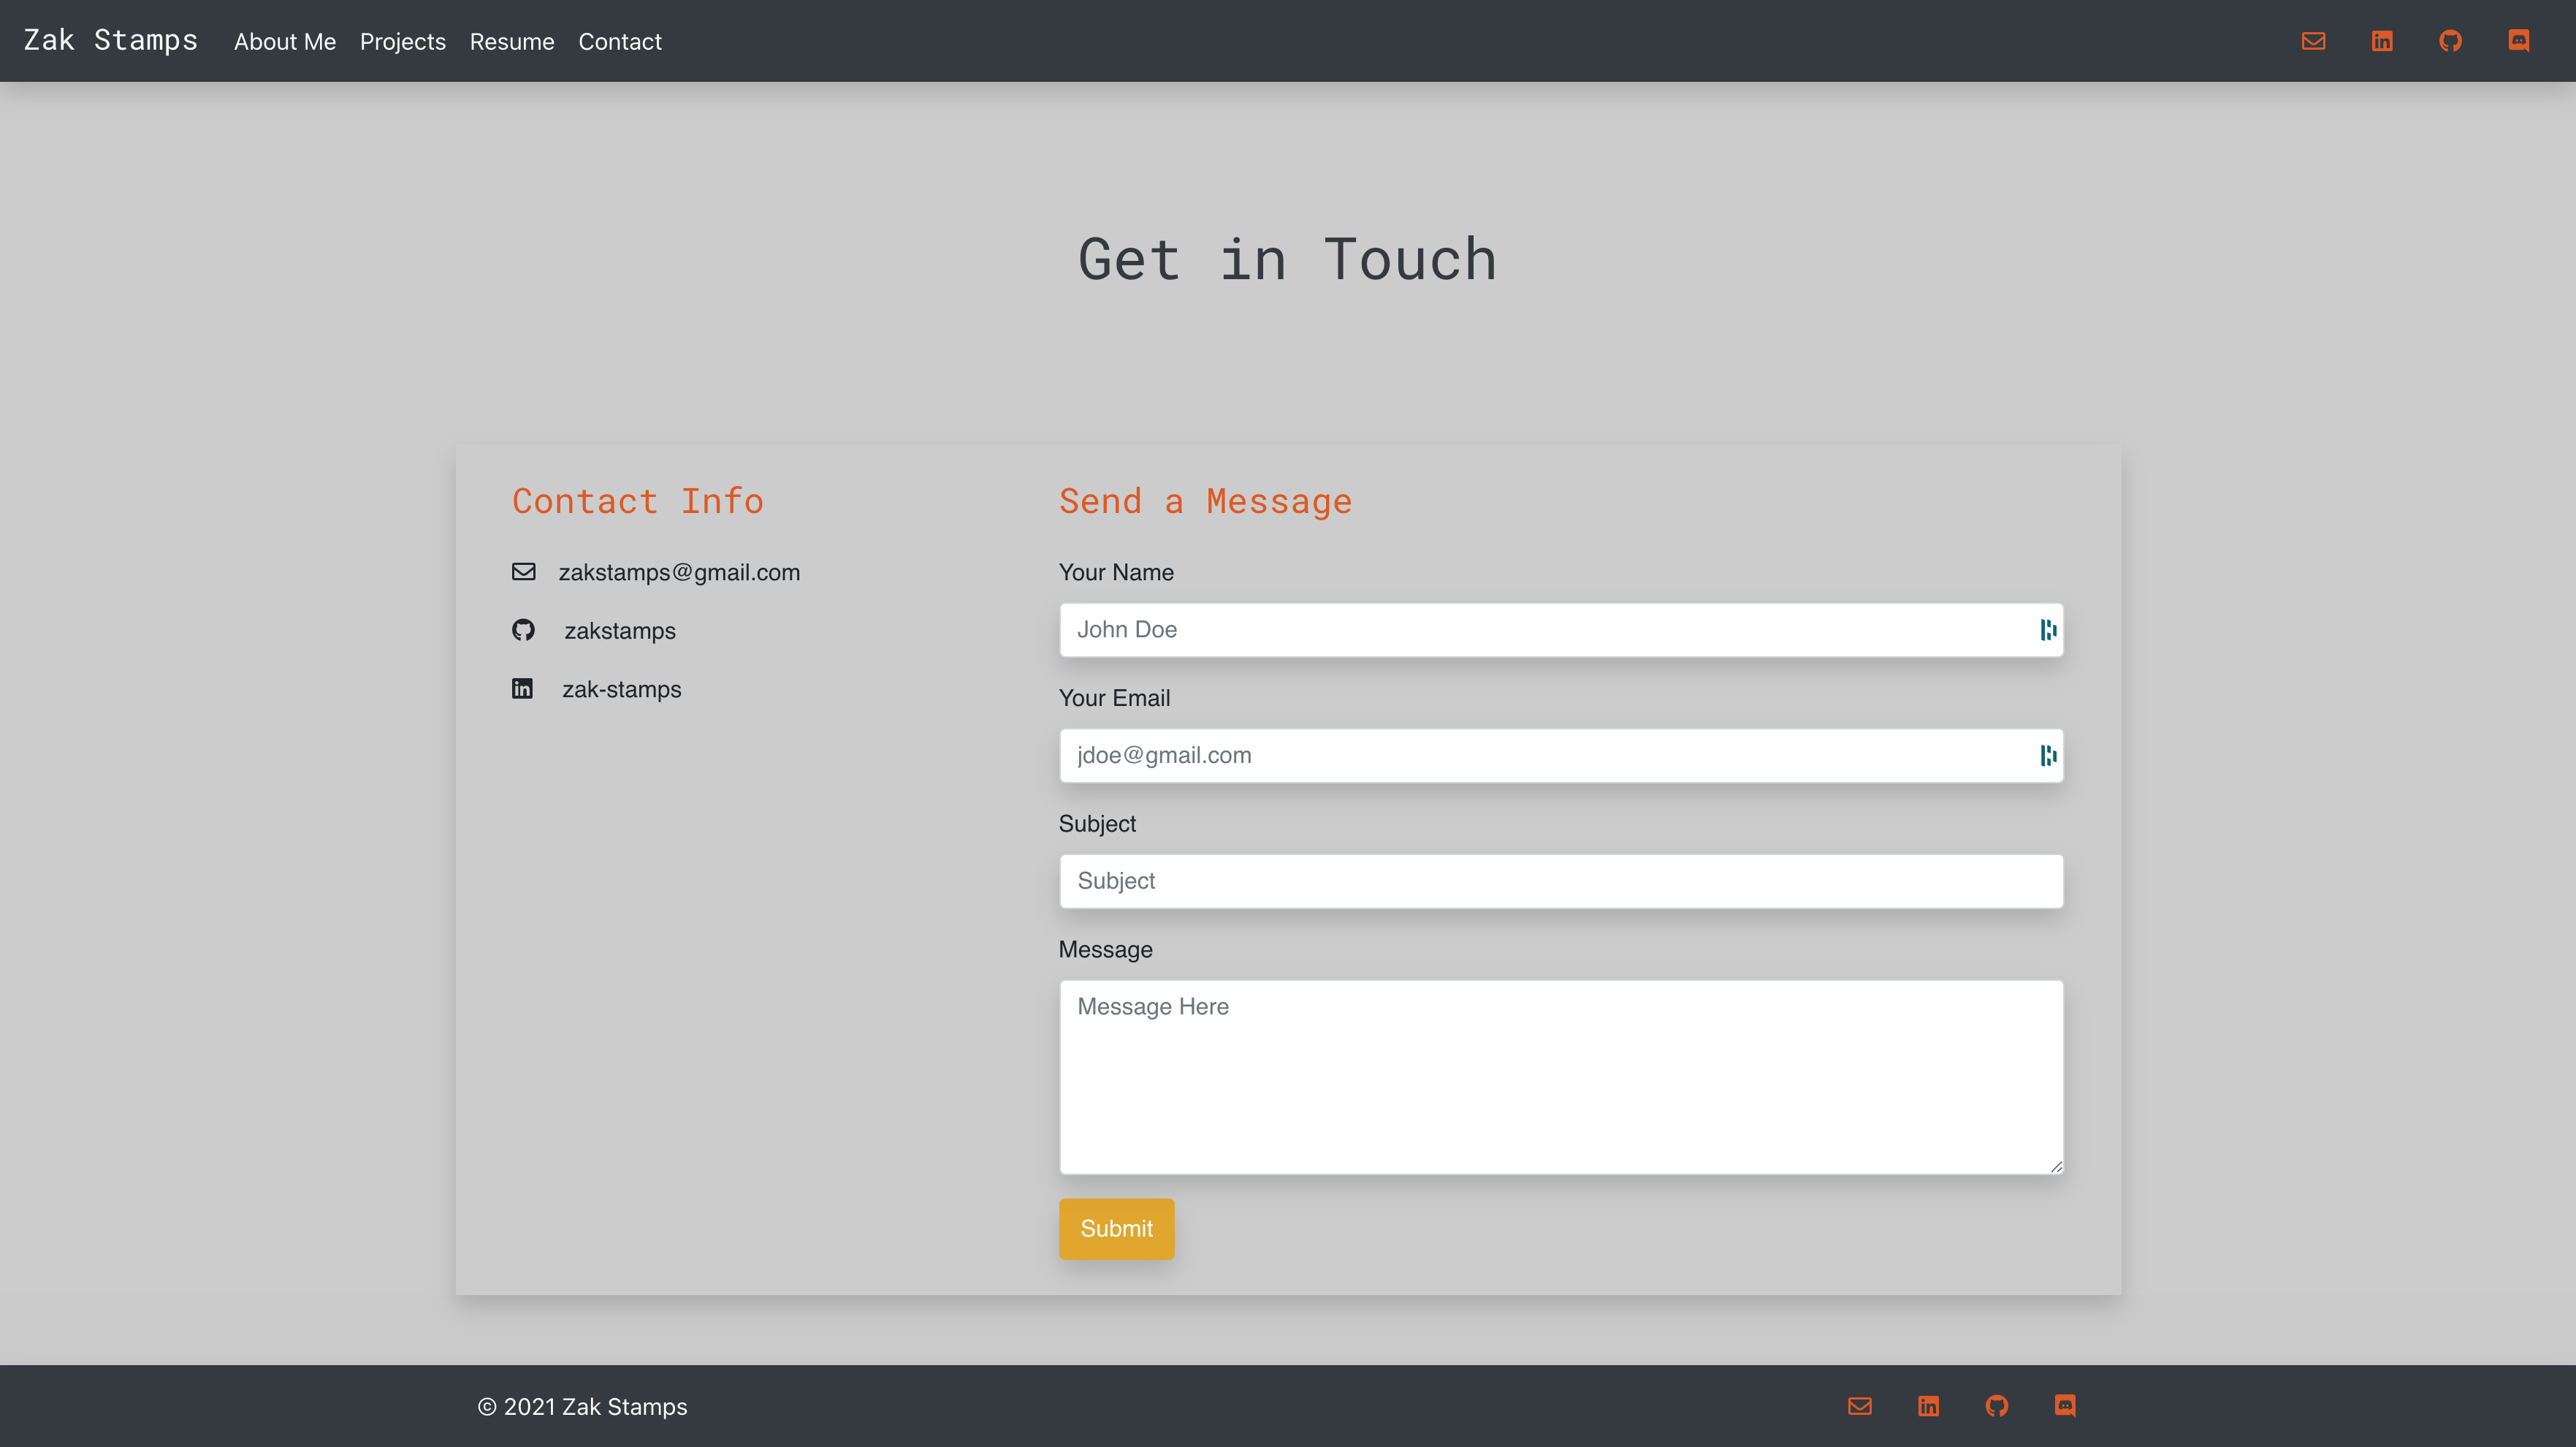 Zak Stamps About Me Projects Resume Contact
Get in Touch
Contact Info
zakstamps@gmail.com
zakstamps
zak-stamps
Send a Message
Your Name
John Doe
Your Email
jdoe@gmail.com
Subject
Subject
Message
Message Here
Submit
© 2021 Zak Stamps